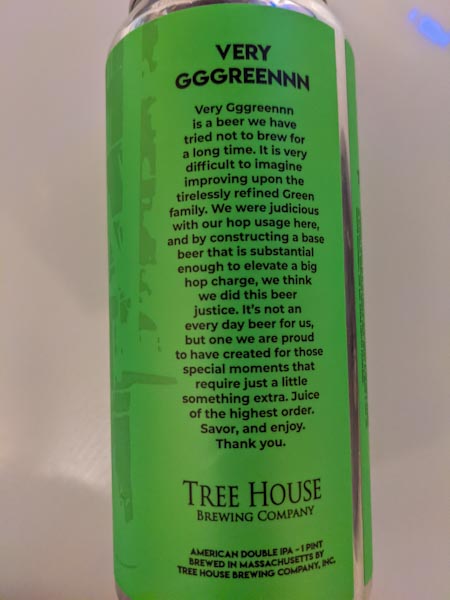 VERY
GGGREENNN
Very Gggreennn
is a beer we have
tried not to brew for
a long time. It is very
difficult to imagine
improving upon the
tirelessly refined Green
family. We were judicious
with our hop usage here,
and by constructing a base
beer that is substantial
enough to elevate a big
hop charge, we think
we did this beer
justice. It's not an
every day beer for us,
but one we are proud
to have created for those
special moments that
require just a little
something extra. Juice
of the highest order.
Savor, and enjoy.
Thank you.
TREE HOUSE
BREWING COMPANY
AMERICAN DOUBLE IPA - 1 PINT
BREWED IN MASSACHUSETTS BY
TREE HOUSE BREWING COMPANY, INC.